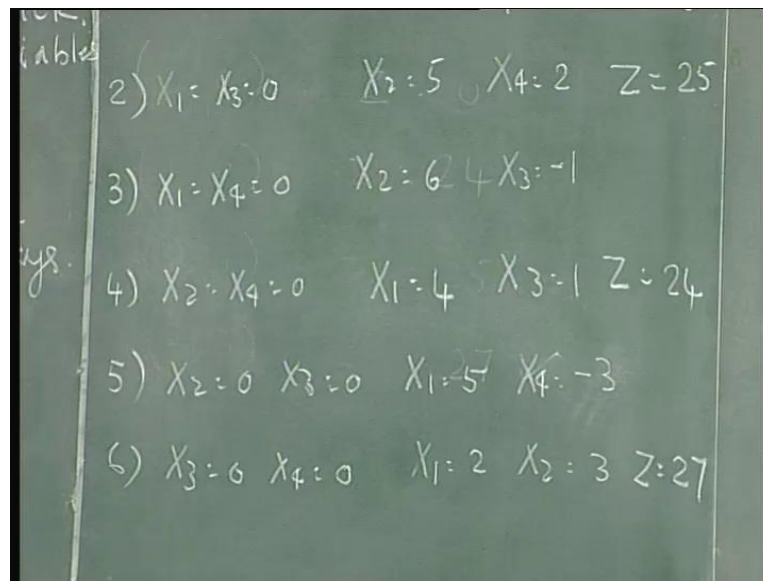 iables
2) X₁ = X₃ = 0 X₂ = 5 X₄ = 2 Z = 25
3) X₁ = X₄ = 0 X₂ = 6 X₃ = -1
ys.
4) X₂ = X₄ = 0 X₁ = 4 X₃ = 1 Z = 24
5) X₂ = 0 X₃ = 0 X₁ = 5 X₄ = -3
6) X₃ = 0 X₄ = 0 X₁ = 2 X₂ = 3 Z = 27